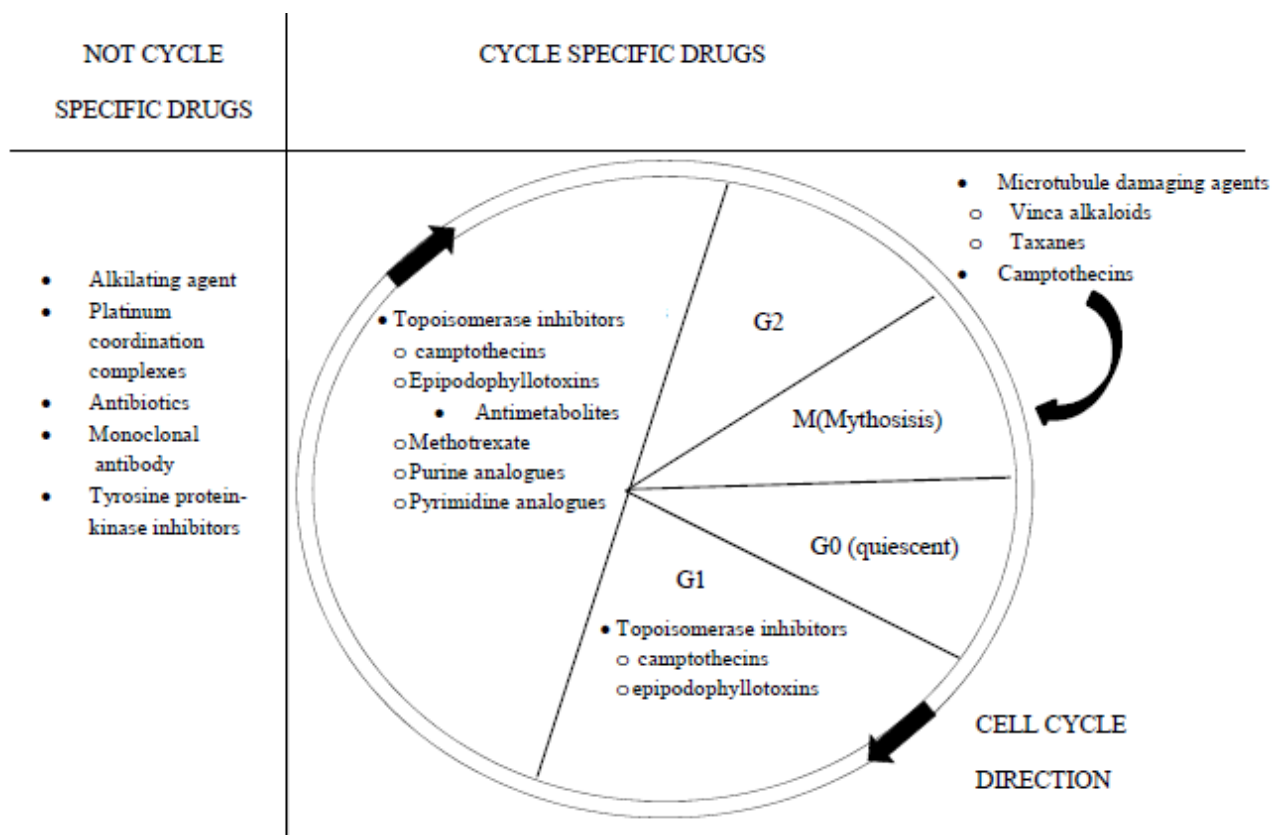 NOT CYCLE
SPECIFIC DRUGS
CYCLE SPECIFIC DRUGS
• Alkilating agent
• Platinum
coordination
complexes
• Antibiotics
• Monoclonal
antibody
• Tyrosine protein-
kinase inhibitors
• Microtubule damaging agents
o Vinca alkaloids
o Taxanes
• Camptothecins
• Topoisomerase inhibitors
o camptothecins
o Epipodophyllotoxins
• Antimetabolites
o Methotrexate
o Purine analogues
o Pyrimidine analogues
G2
M(Mythosisis)
G0 (quiescent)
G1
• Topoisomerase inhibitors
o camptothecins
o epipodophyllotoxins
CELL CYCLE
DIRECTION